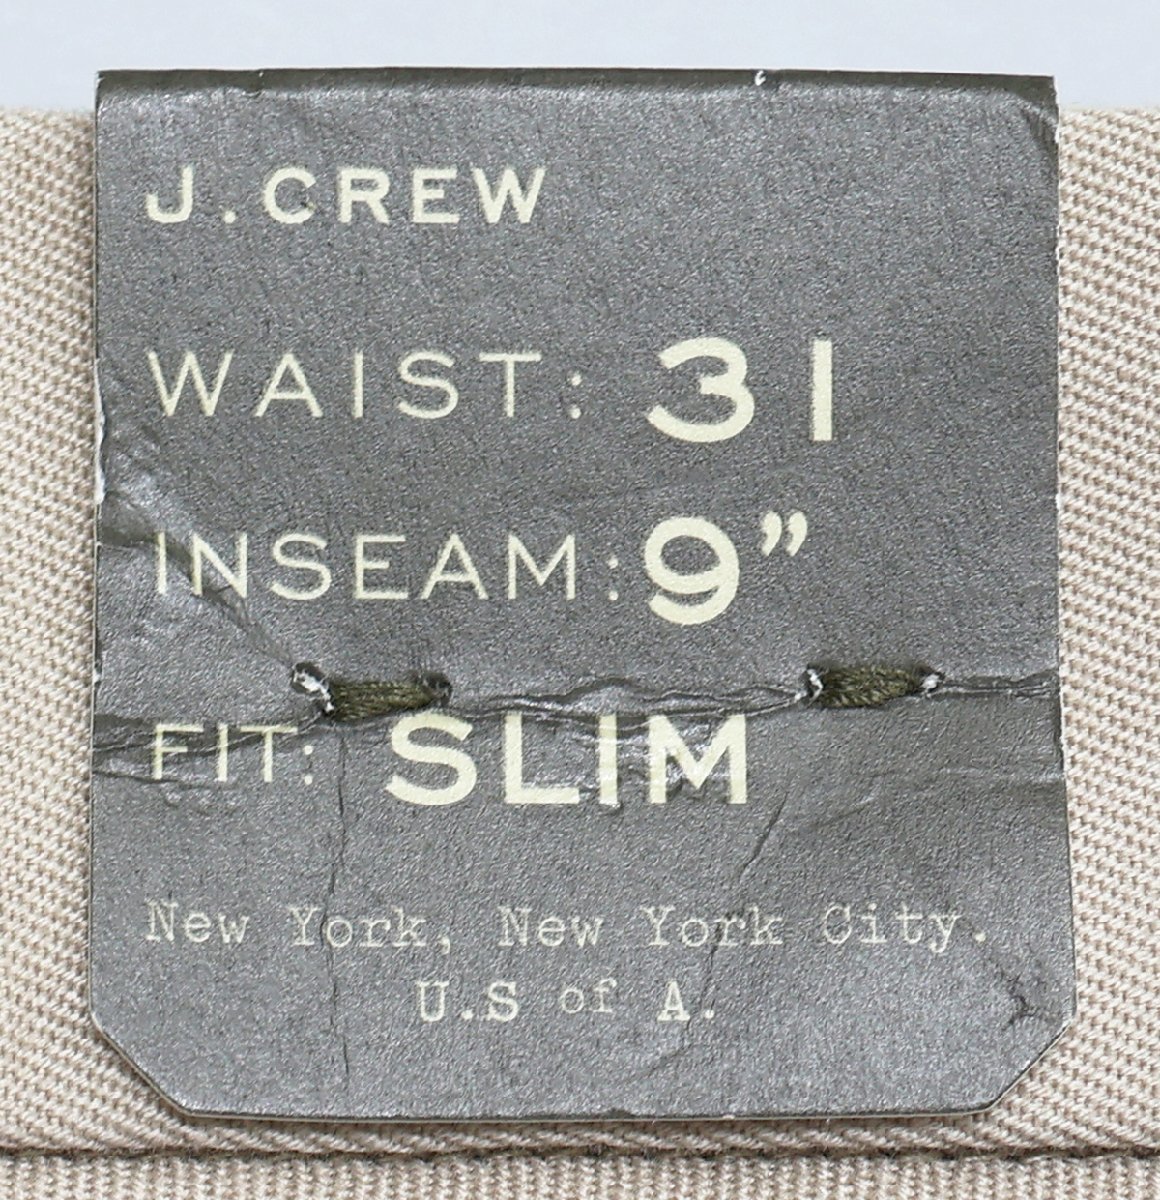 J. CREW
WAIST: 31
INSEAM: 9”
FIT: SLIM
New York, New York City.
U.S of A.